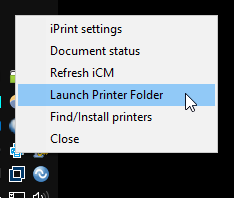 iPrint settings
Document status
Refresh iCM
Launch Printer Folder
Find/Install printers
Close